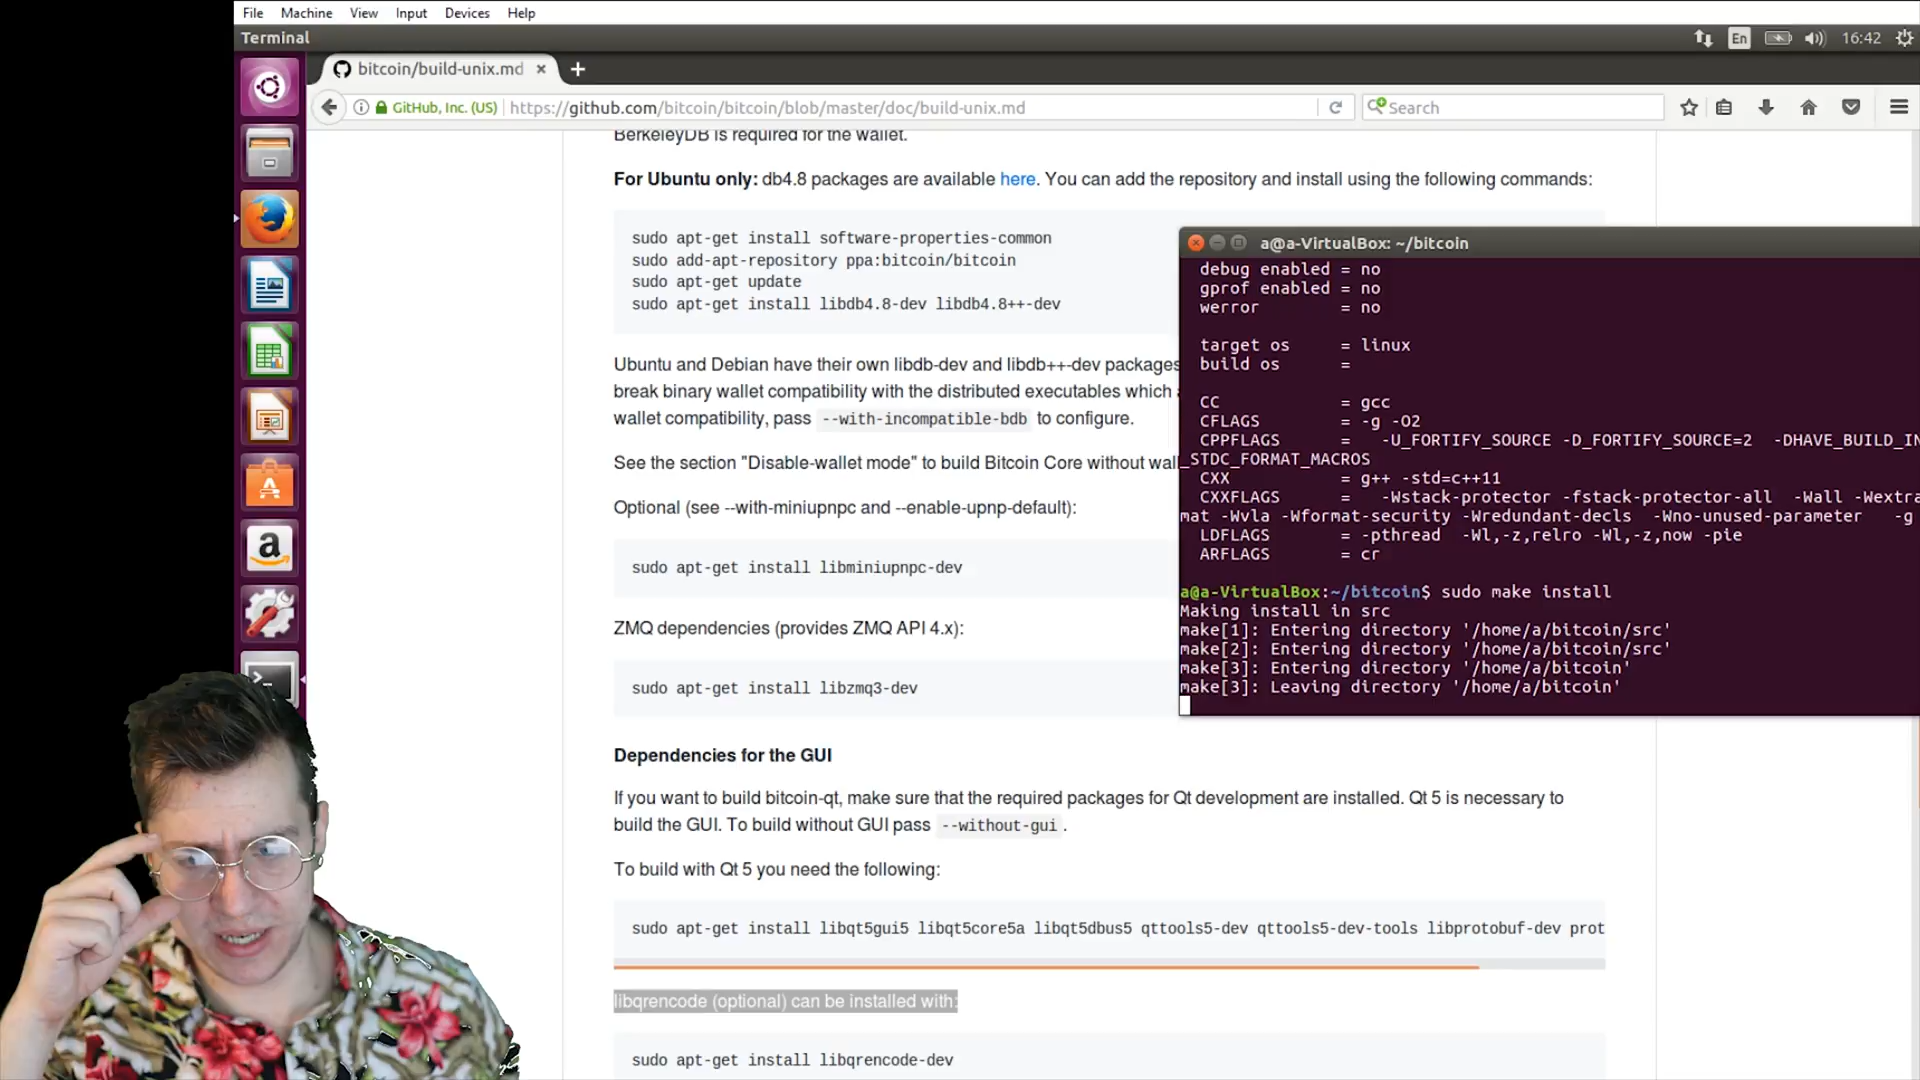 File Machine View Input Devices Help
Terminal
En
16:42
bitcoin/build-unix.md
GitHub, Inc. (US) https://github.com/bitcoin/bitcoin/blob/master/doc/build-unix.md
Search
BerkeleyDB is required for the wallet.
For Ubuntu only: db4.8 packages are available here. You can add the repository and install using the following commands:
sudo apt-get install software-properties-common
sudo add-apt-repository ppa:bitcoin/bitcoin
sudo apt-get update
sudo apt-get install libdb4.8-dev libdb4.8++-dev
Ubuntu and Debian have their own libdb-dev and libdb++-dev packages
break binary wallet compatibility with the distributed executables which
wallet compatibility, pass --with-incompatible-bdb to configure.
See the section "Disable-wallet mode" to build Bitcoin Core without wal
Optional (see --with-miniupnpc and --enable-upnp-default):
sudo apt-get install libminiupnpc-dev
ZMQ dependencies (provides ZMQ API 4.x):
sudo apt-get install libzmq3-dev
Dependencies for the GUI
If you want to build bitcoin-qt, make sure that the required packages for Qt development are installed. Qt 5 is necessary to
build the GUI. To build without GUI pass --without-gui .
To build with Qt 5 you need the following:
sudo apt-get install libqt5gui5 libqt5core5a libqt5dbus5 qttools5-dev qttools5-dev-tools libprotobuf-dev prot
libqrencode (optional) can be installed with:
sudo apt-get install libqrencode-dev
a@a-VirtualBox: ~/bitcoin
debug enabled = no
gprof enabled = no
werror = no
target os = linux
build os =
CC = gcc
CFLAGS = -g -O2
CPPFLAGS = -U_FORTIFY_SOURCE -D_FORTIFY_SOURCE=2 -DHAVE_BUILD_IN
_STDC_FORMAT_MACROS
CXX = g++ -std=c++11
CXXFLAGS = -Wstack-protector -fstack-protector-all -Wall -Wextra
mat -Wvla -Wformat-security -Wredundant-decls -Wno-unused-parameter -g
LDFLAGS = -pthread -Wl,-z,relro -Wl,-z,now -pie
ARFLAGS = cr
a@a-VirtualBox:~/bitcoin$ sudo make install
Making install in src
make[1]: Entering directory '/home/a/bitcoin/src'
make[2]: Entering directory '/home/a/bitcoin/src'
make[3]: Entering directory '/home/a/bitcoin'
make[3]: Leaving directory '/home/a/bitcoin'